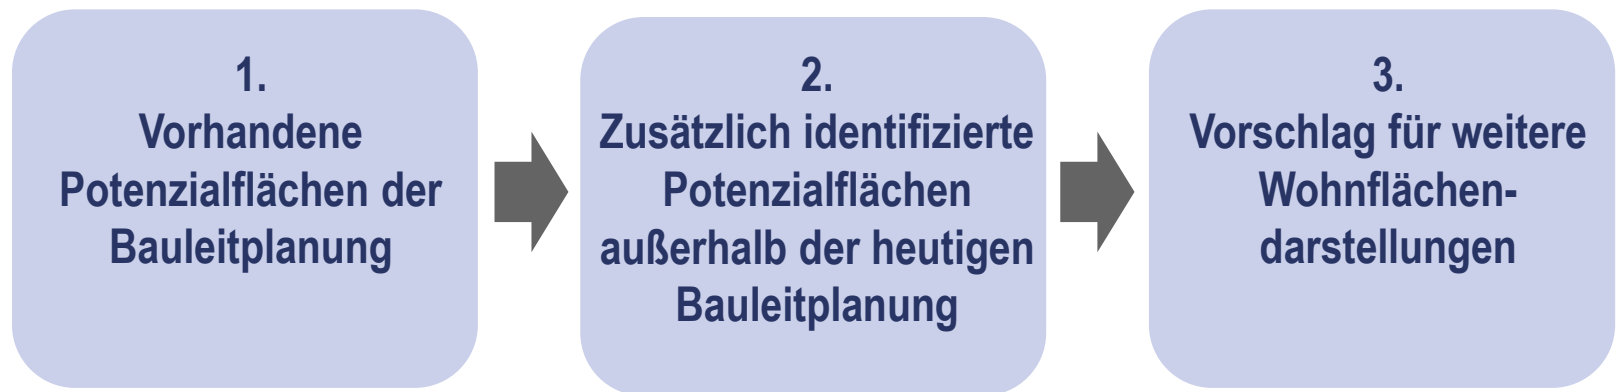 1.
Vorhandene
Potenzialflächen der
Bauleitplanung
2.
Zusätzlich identifizierte
Potenzialflächen
außerhalb der heutigen
Bauleitplanung
3.
Vorschlag für weitere
Wohnflächen-
darstellungen